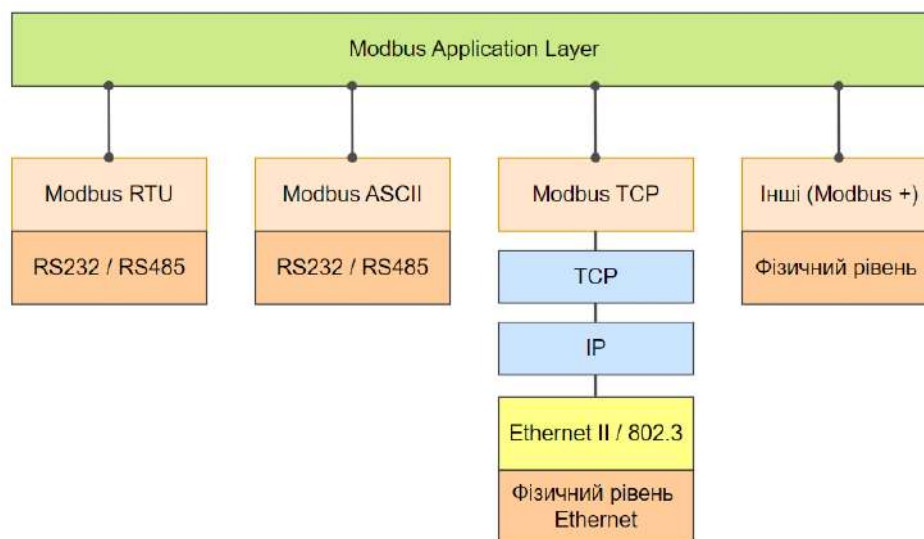 Modbus Application Layer
Modbus RTU
Modbus ASCII
Modbus TCP
Інші (Modbus +)
RS232 / RS485
RS232 / RS485
TCP
Фізичний рівень
IP
Ethernet II / 802.3
Фізичний рівень
Ethernet